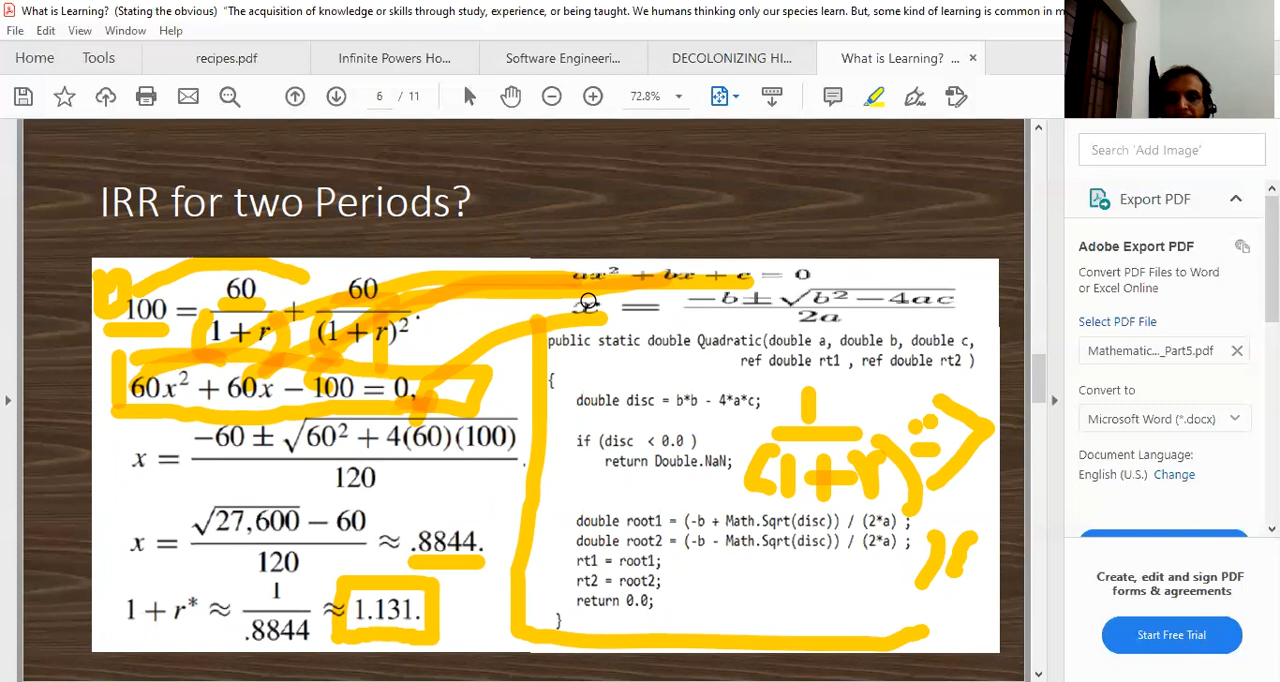 What is Learning? (Stating the obvious) "The acquisition of knowledge or skills through study, experience, or being taught. We humans thinking only our species learn. But, some kind of learning is common in m
File Edit View Window Help
Home Tools recipes.pdf Infinite Powers Ho... Software Engineeri... DECOLONIZING HI... What is Learning? ... ×
6 / 11 72.8%
IRR for two Periods?
100 = 60/(1 + r) + 60/(1 + r)².
60x² + 60x − 100 = 0,
x = (−60 ± √(60² + 4(60)(100)))/120.
x = (√27,600 − 60)/120 ≈ .8844.
1 + r* ≈ 1/.8844 ≈ 1.131.
ax² + bx + c = 0
x = (−b ± √(b² − 4ac))/2a
public static double Quadratic(double a, double b, double c,
ref double rt1 , ref double rt2 )
{
double disc = b*b - 4*a*c;
if (disc < 0.0 )
return Double.NaN;
double root1 = (-b + Math.Sqrt(disc)) / (2*a) ;
double root2 = (-b - Math.Sqrt(disc)) / (2*a) ;
rt1 = root1;
rt2 = root2;
return 0.0;
}
1
(1+r)
x
Search 'Add Image'
Export PDF
Adobe Export PDF
Convert PDF Files to Word
or Excel Online
Select PDF File
Mathematic..._Part5.pdf
Convert to
Microsoft Word (*.docx)
Document Language:
English (U.S.) Change
Create, edit and sign PDF
forms & agreements
Start Free Trial